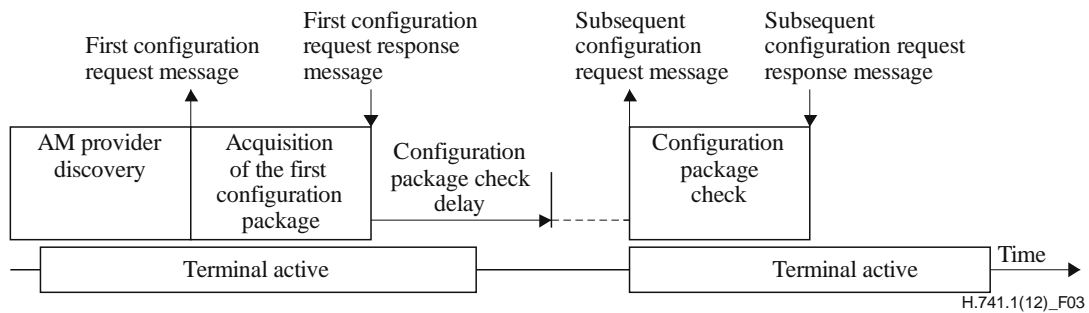 First configuration
request message
First configuration
request response
message
Subsequent
configuration
request message
Subsequent
configuration request
response message
AM provider
discovery
Acquisition
of the first
configuration
package
Configuration
package check
delay
Configuration
package
check
Terminal active
Terminal active
Time
H.741.1(12)_F03